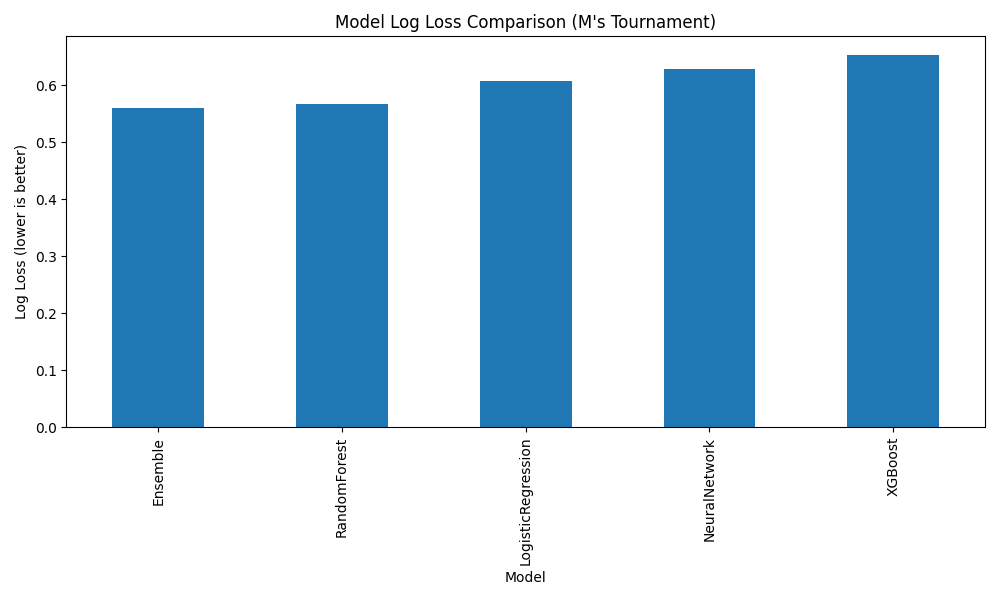 Model Log Loss Comparison (M's Tournament)
Log Loss (lower is better)
0.6
0.5
0.4
0.3
0.2
0.1
0.0
Ensemble
RandomForest
LogisticRegression
NeuralNetwork
XGBoost
Model